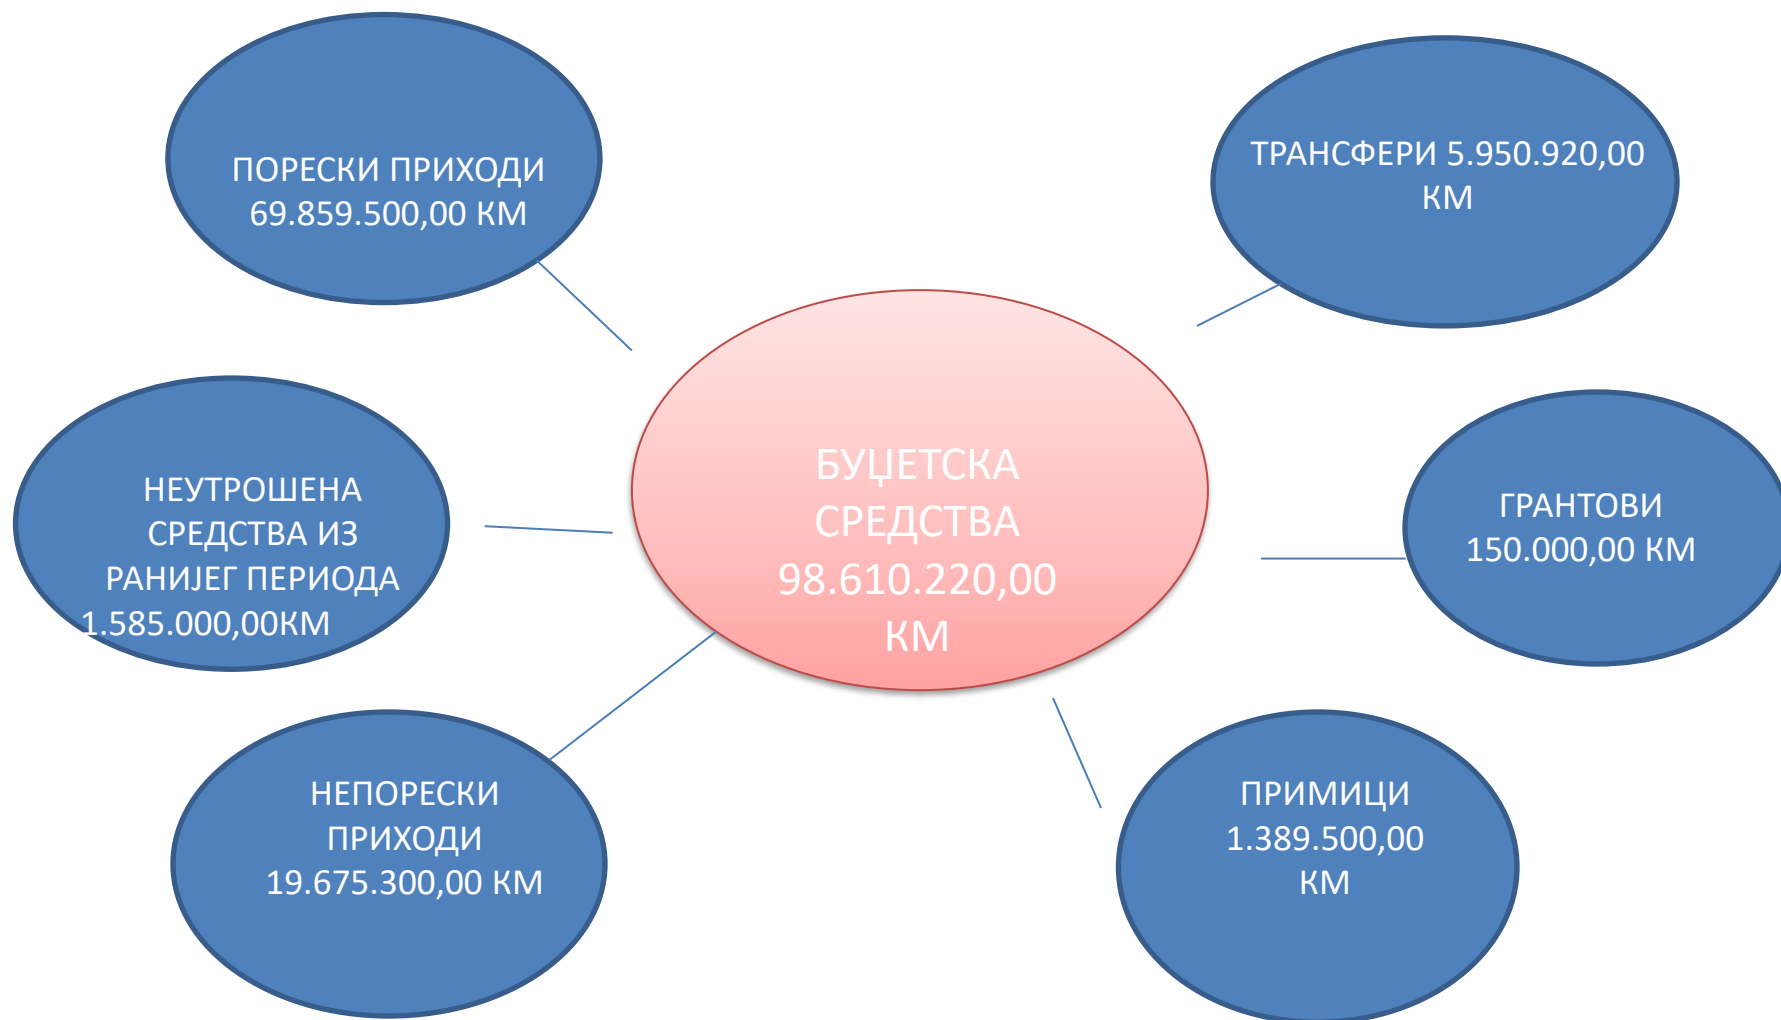 ПОРЕСКИ ПРИХОДИ
69.859.500,00 КМ
ТРАНСФЕРИ 5.950.920,00
КМ
БУЏЕТСКА
СРЕДСТВА
98.610.220,00
КМ
НЕУТРОШЕНА
СРЕДСТВА ИЗ
РАНИЈЕГ ПЕРИОДА
1.585.000,00КМ
ГРАНТОВИ
150.000,00 КМ
НЕПОРЕСКИ
ПРИХОДИ
19.675.300,00 КМ
ПРИМИЦИ
1.389.500,00
КМ